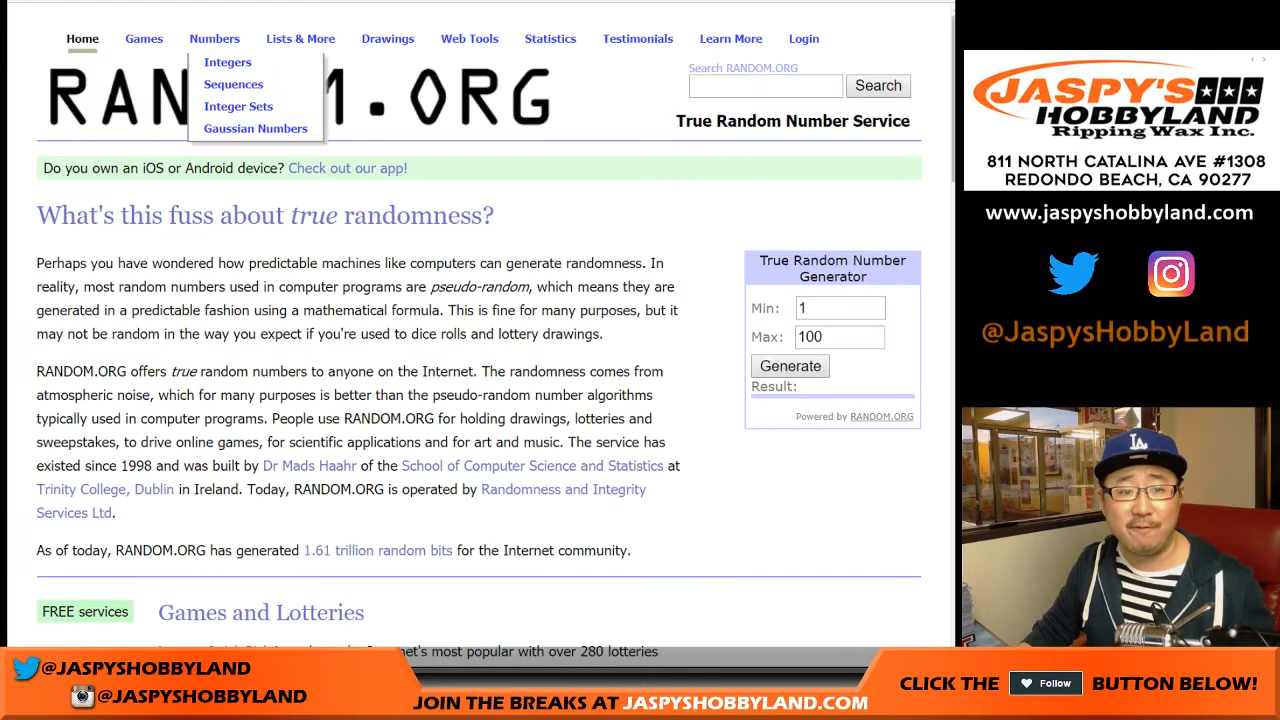 Home Games Numbers Lists & More Drawings Web Tools Statistics Testimonials Learn More Login
Integers
Sequences
Integer Sets
Gaussian Numbers
Search RANDOM.ORG
Search
True Random Number Service
Do you own an iOS or Android device? Check out our app!
What's this fuss about true randomness?
Perhaps you have wondered how predictable machines like computers can generate randomness. In
reality, most random numbers used in computer programs are pseudo-random, which means they are
generated in a predictable fashion using a mathematical formula. This is fine for many purposes, but it
may not be random in the way you expect if you're used to dice rolls and lottery drawings.
RANDOM.ORG offers true random numbers to anyone on the Internet. The randomness comes from
atmospheric noise, which for many purposes is better than the pseudo-random number algorithms
typically used in computer programs. People use RANDOM.ORG for holding drawings, lotteries and
sweepstakes, to drive online games, for scientific applications and for art and music. The service has
existed since 1998 and was built by Dr Mads Haahr of the School of Computer Science and Statistics at
Trinity College, Dublin in Ireland. Today, RANDOM.ORG is operated by Randomness and Integrity
Services Ltd.
As of today, RANDOM.ORG has generated 1.61 trillion random bits for the Internet community.
FREE services
Games and Lotteries
's most popular with over 280 lotteries
True Random Number
Generator
Min: 1
Max: 100
Generate
Result:
Powered by RANDOM.ORG
JASPY'S
HOBBYLAND
Ripping Wax Inc.
811 NORTH CATALINA AVE #1308
REDONDO BEACH, CA 90277
www.jaspyshobbyland.com
@JaspysHobbyLand
LA
@JASPYSHOBBYLAND
@JASPYSHOBBYLAND
JOIN THE BREAKS AT JASPYSHOBBYLAND.COM
CLICK THE Follow BUTTON BELOW!